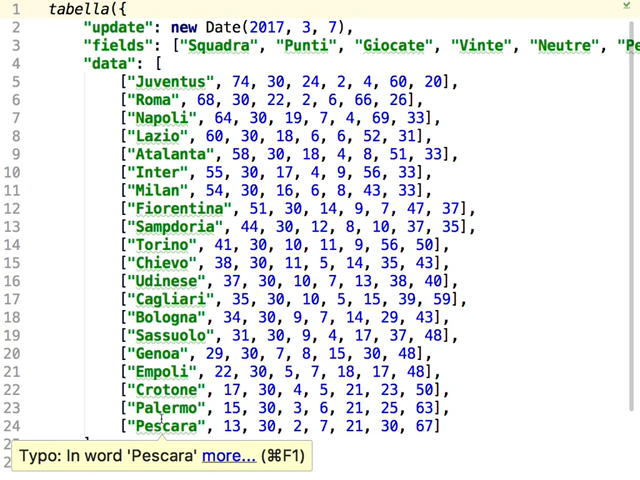 1 tabella({
2 "update": new Date(2017, 3, 7),
3 "fields": ["Squadra", "Punti", "Giocate", "Vinte", "Neutre", "Pe
4 "data": [
5 ["Juventus", 74, 30, 24, 2, 4, 60, 20],
6 ["Roma", 68, 30, 22, 2, 6, 66, 26],
7 ["Napoli", 64, 30, 19, 7, 4, 69, 33],
8 ["Lazio", 60, 30, 18, 6, 6, 52, 31],
9 ["Atalanta", 58, 30, 18, 4, 8, 51, 33],
10 ["Inter", 55, 30, 17, 4, 9, 56, 33],
11 ["Milan", 54, 30, 16, 6, 8, 43, 33],
12 ["Fiorentina", 51, 30, 14, 9, 7, 47, 37],
13 ["Sampdoria", 44, 30, 12, 8, 10, 37, 35],
14 ["Torino", 41, 30, 10, 11, 9, 56, 50],
15 ["Chievo", 38, 30, 11, 5, 14, 35, 43],
16 ["Udinese", 37, 30, 10, 7, 13, 38, 40],
17 ["Cagliari", 35, 30, 10, 5, 15, 39, 59],
18 ["Bologna", 34, 30, 9, 7, 14, 29, 43],
19 ["Sassuolo", 31, 30, 9, 4, 17, 37, 48],
20 ["Genoa", 29, 30, 7, 8, 15, 30, 48],
21 ["Empoli", 22, 30, 5, 7, 18, 17, 48],
22 ["Crotone", 17, 30, 4, 5, 21, 23, 50],
23 ["Palermo", 15, 30, 3, 6, 21, 25, 63],
24 ["Pescara", 13, 30, 2, 7, 21, 30, 67]
Typo: In word 'Pescara' more... (⌘F1)